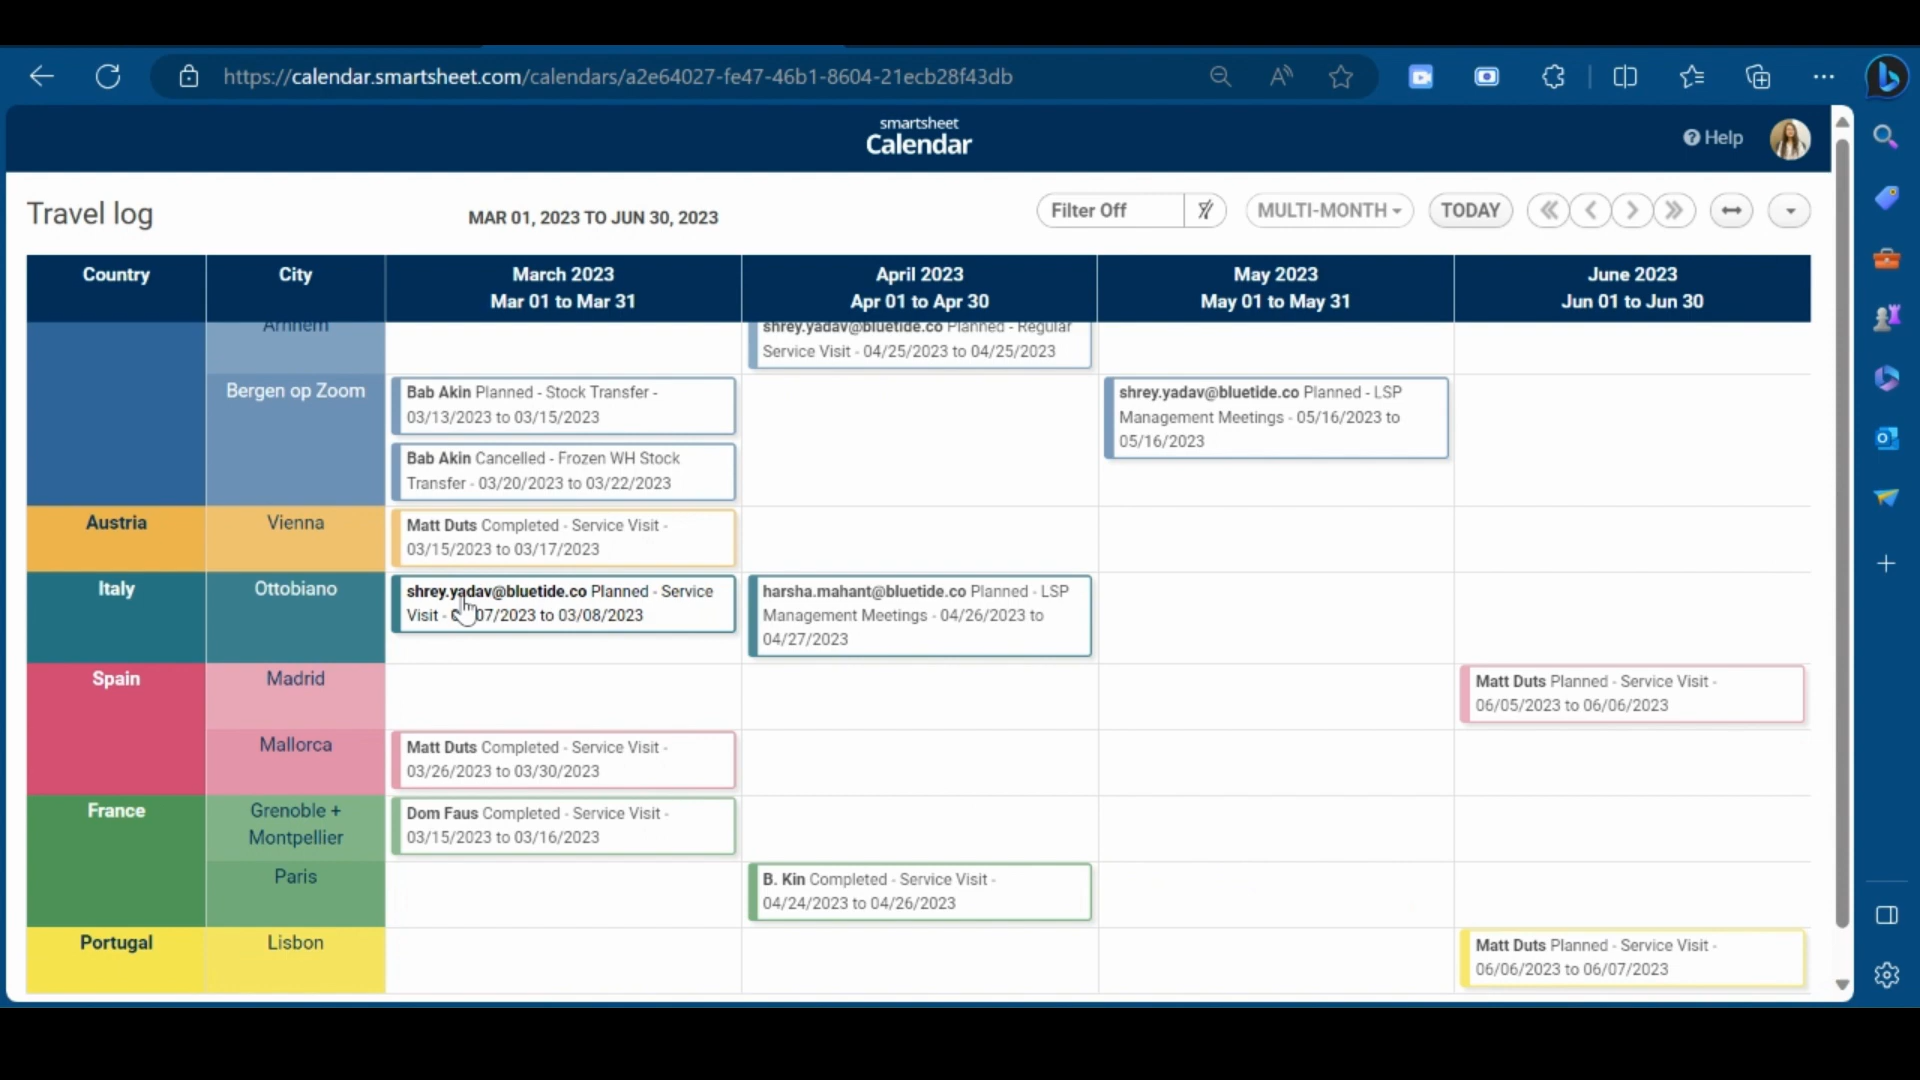 https://calendar.smartsheet.com/calendars/a2e64027-fe47-46b1-8604-21ecb28f43db
smartsheet
Calendar
Help
Travel log
MAR 01, 2023 TO JUN 30, 2023
Filter Off
MULTI-MONTH
TODAY
Country
City
March 2023
Mar 01 to Mar 31
April 2023
Apr 01 to Apr 30
May 2023
May 01 to May 31
June 2023
Jun 01 to Jun 30
Arnhem
shrey.yadav@bluetide.co Planned - Regular
Service Visit - 04/25/2023 to 04/25/2023
Bergen op Zoom
Bab Akin Planned - Stock Transfer -
03/13/2023 to 03/15/2023
Bab Akin Cancelled - Frozen WH Stock
Transfer - 03/20/2023 to 03/22/2023
shrey.yadav@bluetide.co Planned - LSP
Management Meetings - 05/16/2023 to
05/16/2023
Austria
Vienna
Matt Duts Completed - Service Visit -
03/15/2023 to 03/17/2023
Italy
Ottobiano
shrey.yadav@bluetide.co Planned - Service
Visit - 07/2023 to 03/08/2023
harsha.mahant@bluetide.co Planned - LSP
Management Meetings - 04/26/2023 to
04/27/2023
Spain
Madrid
Matt Duts Planned - Service Visit -
06/05/2023 to 06/06/2023
Mallorca
Matt Duts Completed - Service Visit -
03/26/2023 to 03/30/2023
France
Grenoble +
Montpellier
Dom Faus Completed - Service Visit -
03/15/2023 to 03/16/2023
Paris
B. Kin Completed - Service Visit -
04/24/2023 to 04/26/2023
Portugal
Lisbon
Matt Duts Planned - Service Visit -
06/06/2023 to 06/07/2023